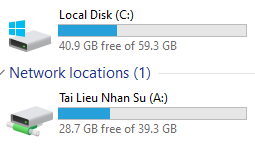 Local Disk (C:)
40.9 GB free of 59.3 GB
Network locations (1)
Tai Lieu Nhan Su (A:)
28.7 GB free of 39.3 GB